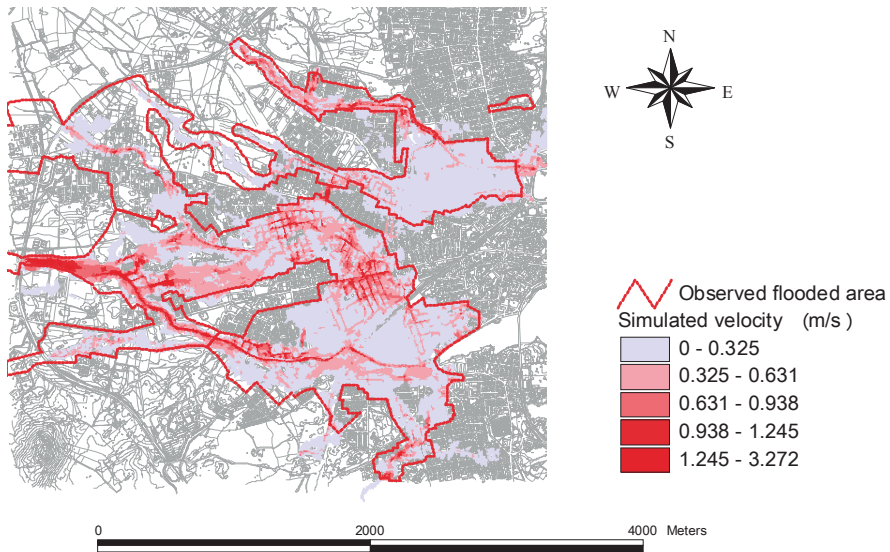 N
W E
S
Observed flooded area
Simulated velocity (m/s )
0 - 0.325
0.325 - 0.631
0.631 - 0.938
0.938 - 1.245
1.245 - 3.272
0 2000 4000 Meters